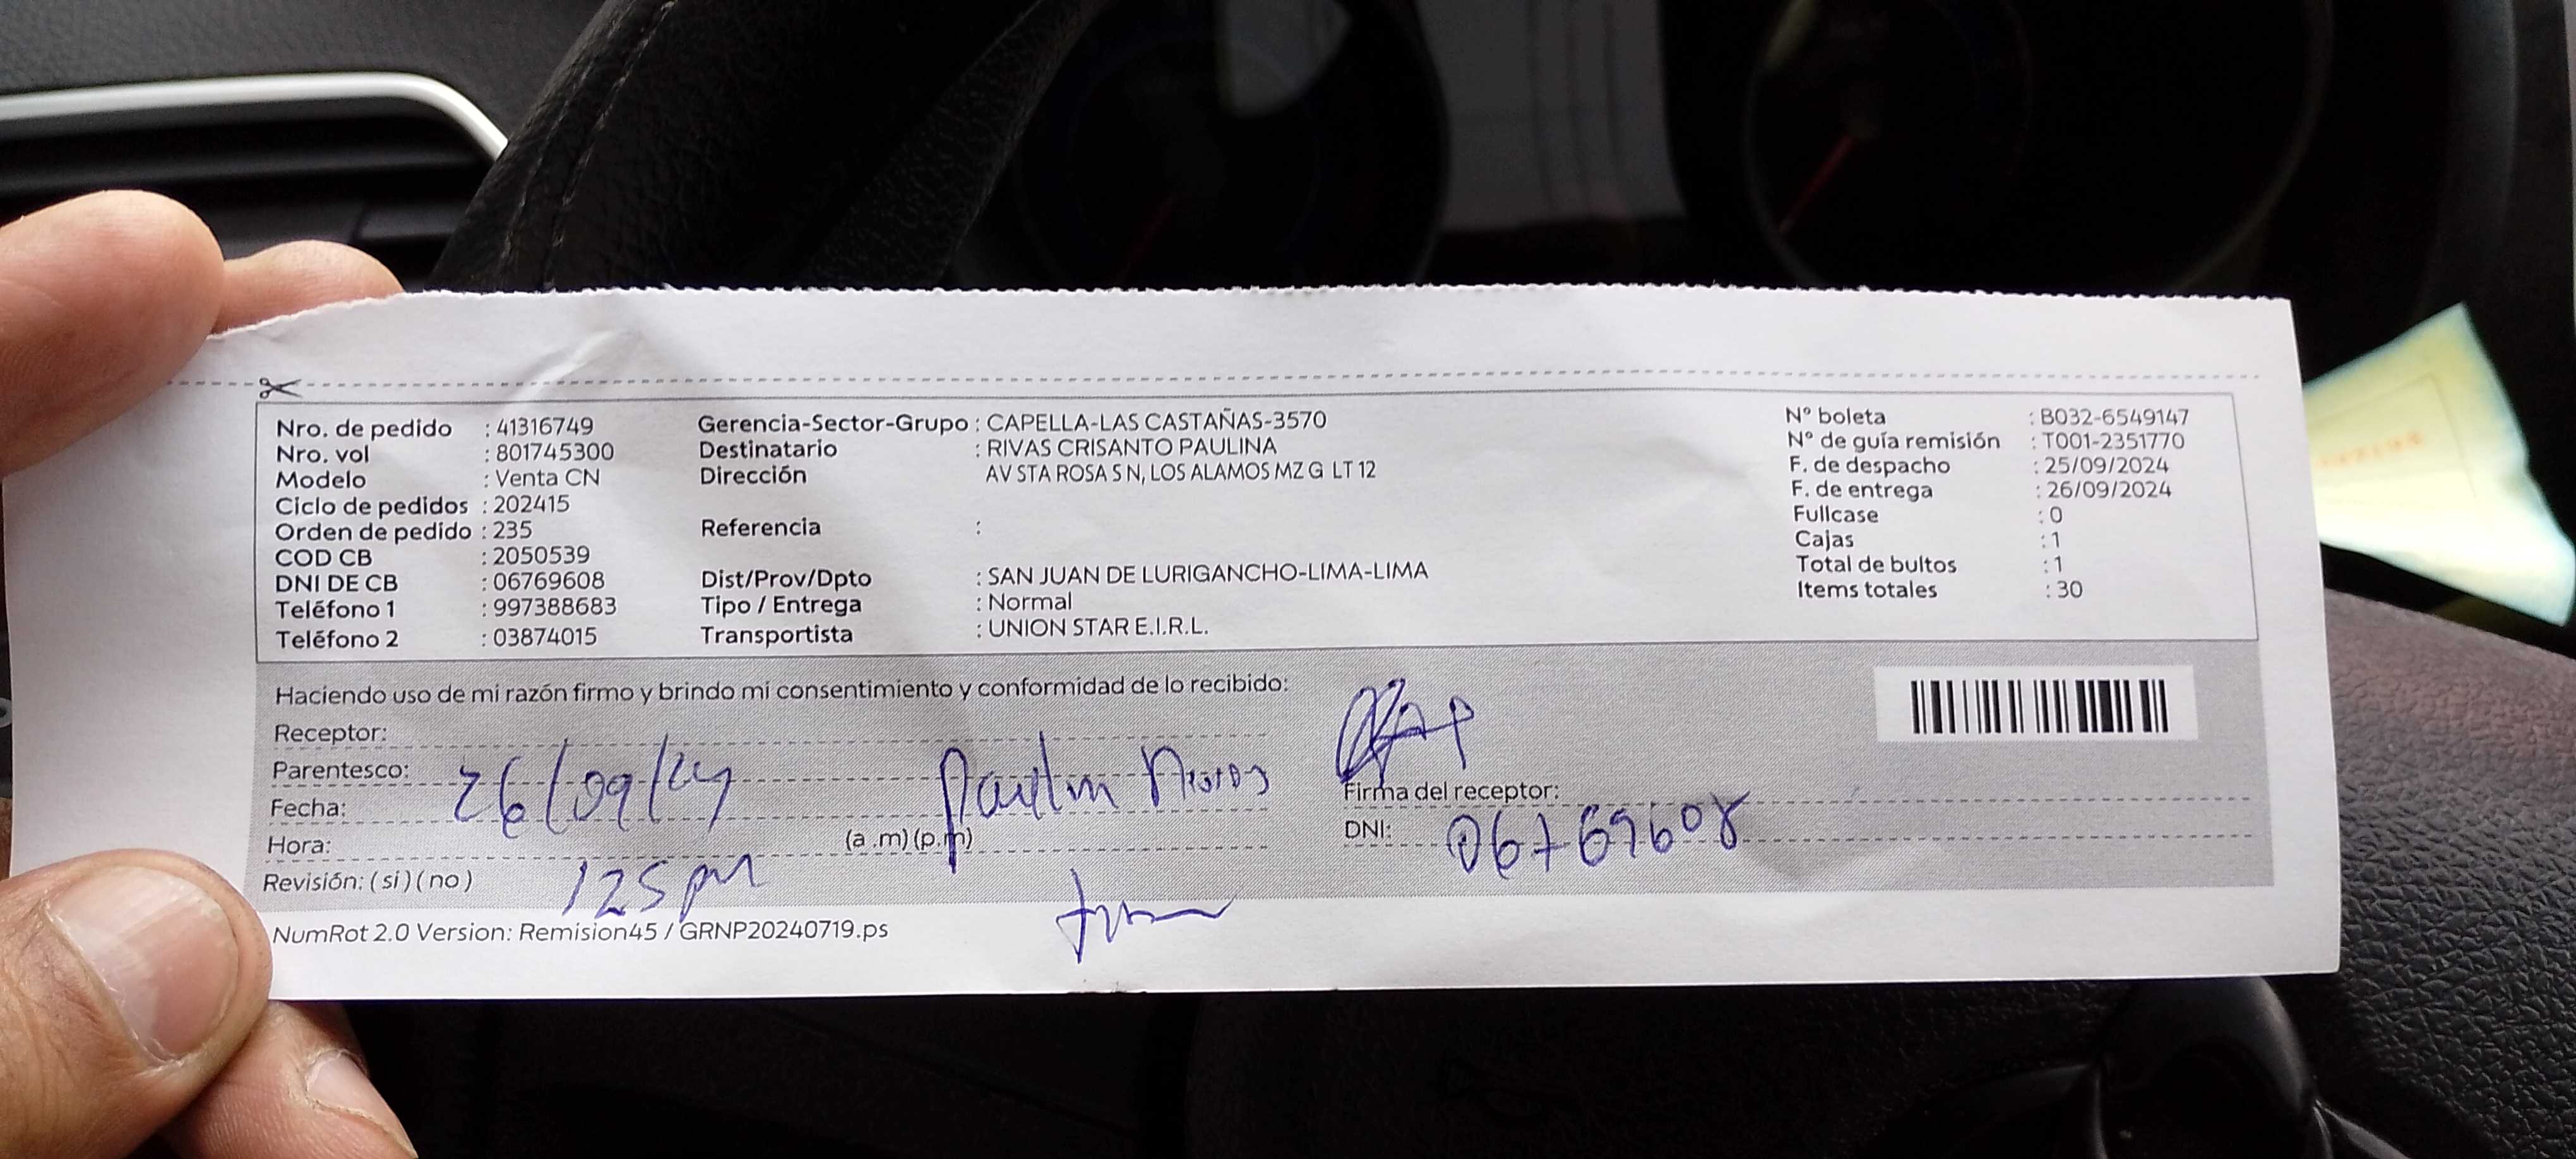 Nro. de pedido : 41316749 Gerencia-Sector-Grupo : CAPELLA-LAS CASTAÑAS-3570 N° boleta : B032-6549147
Nro. vol : 801745300 Destinatario : RIVAS CRISANTO PAULINA N° de guía remisión : T001-2351770
Modelo : Venta CN Dirección AV STA ROSA S N, LOS ALAMOS MZ G LT 12 F. de despacho : 25/09/2024
Ciclo de pedidos : 202415 F. de entrega : 26/09/2024
Orden de pedido : 235 Referencia : Fullcase : 0
COD CB : 2050539 Cajas : 1
DNI DE CB : 06769608 Dist/Prov/Dpto : SAN JUAN DE LURIGANCHO-LIMA-LIMA Total de bultos : 1
Teléfono 1 : 997388683 Tipo / Entrega : Normal Items totales : 30
Teléfono 2 : 03874015 Transportista : UNION STAR E.I.R.L.
Haciendo uso de mi razón firmo y brindo mi consentimiento y conformidad de lo recibido:
Receptor:
Parentesco:
Fecha: 26/09/24 Firma del receptor:
Hora: (a .m) (p.m) DNI: 06769608
Revisión: ( si ) ( no ) 125 pm
NumRot 2.0 Version: Remision45 / GRNP20240719.ps